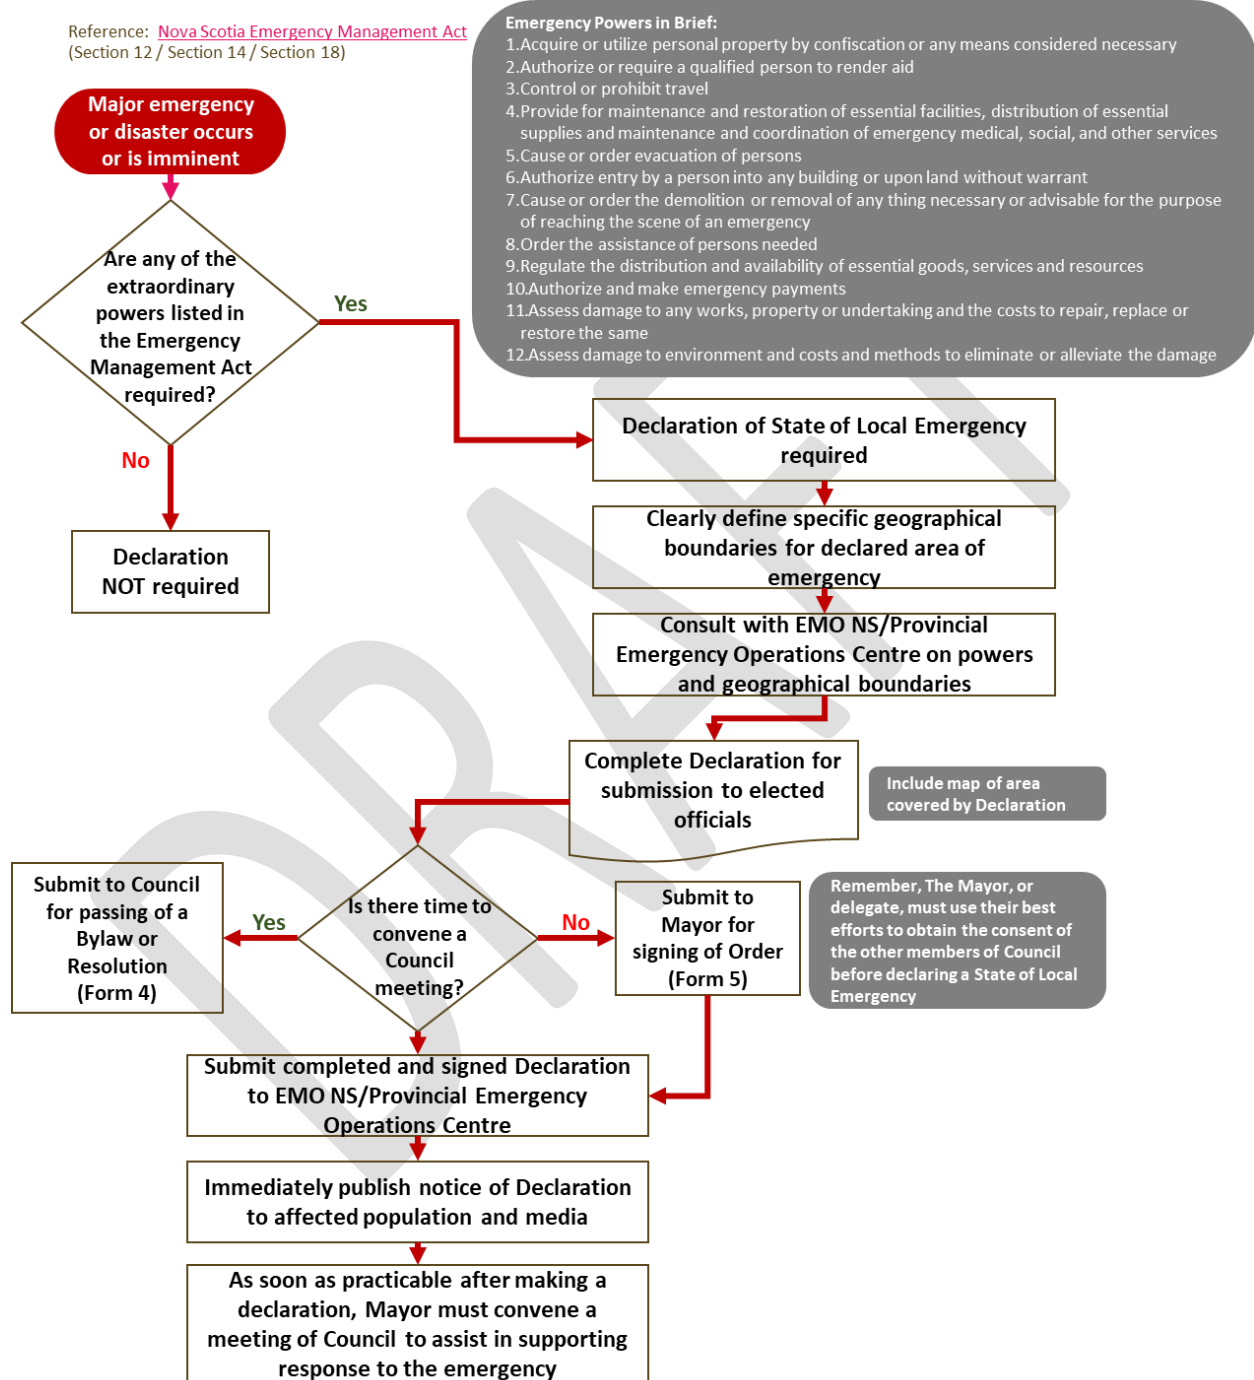 Reference: Nova Scotia Emergency Management Act
(Section 12 / Section 14 / Section 18)
Emergency Powers in Brief:
1.Acquire or utilize personal property by confiscation or any means considered necessary
2.Authorize or require a qualified person to render aid
3.Control or prohibit travel
4.Provide for maintenance and restoration of essential facilities, distribution of essential
supplies and maintenance and coordination of emergency medical, social, and other services
5.Cause or order evacuation of persons
6.Authorize entry by a person into any building or upon land without warrant
7.Cause or order the demolition or removal of any thing necessary or advisable for the purpose
of reaching the scene of an emergency
8.Order the assistance of persons needed
9.Regulate the distribution and availability of essential goods, services and resources
10.Authorize and make emergency payments
11.Assess damage to any works, property or undertaking and the costs to repair, replace or
restore the same
12.Assess damage to environment and costs and methods to eliminate or alleviate the damage
Major emergency
or disaster occurs
or is imminent
Are any of the
extraordinary
powers listed in
the Emergency
Management Act
required?
Yes
No
Declaration
NOT required
Declaration of State of Local Emergency
required
Clearly define specific geographical
boundaries for declared area of
emergency
Consult with EMO NS/Provincial
Emergency Operations Centre on powers
and geographical boundaries
Complete Declaration for
submission to elected
officials
Include map of area
covered by Declaration
Is there time to
convene a
Council
meeting?
Yes
No
Submit to Council
for passing of a
Bylaw or
Resolution
(Form 4)
Submit to
Mayor for
signing of Order
(Form 5)
Remember, The Mayor, or
delegate, must use their best
efforts to obtain the consent of
the other members of Council
before declaring a State of Local
Emergency
Submit completed and signed Declaration
to EMO NS/Provincial Emergency
Operations Centre
Immediately publish notice of Declaration
to affected population and media
As soon as practicable after making a
declaration, Mayor must convene a
meeting of Council to assist in supporting
response to the emergency
DRAFT